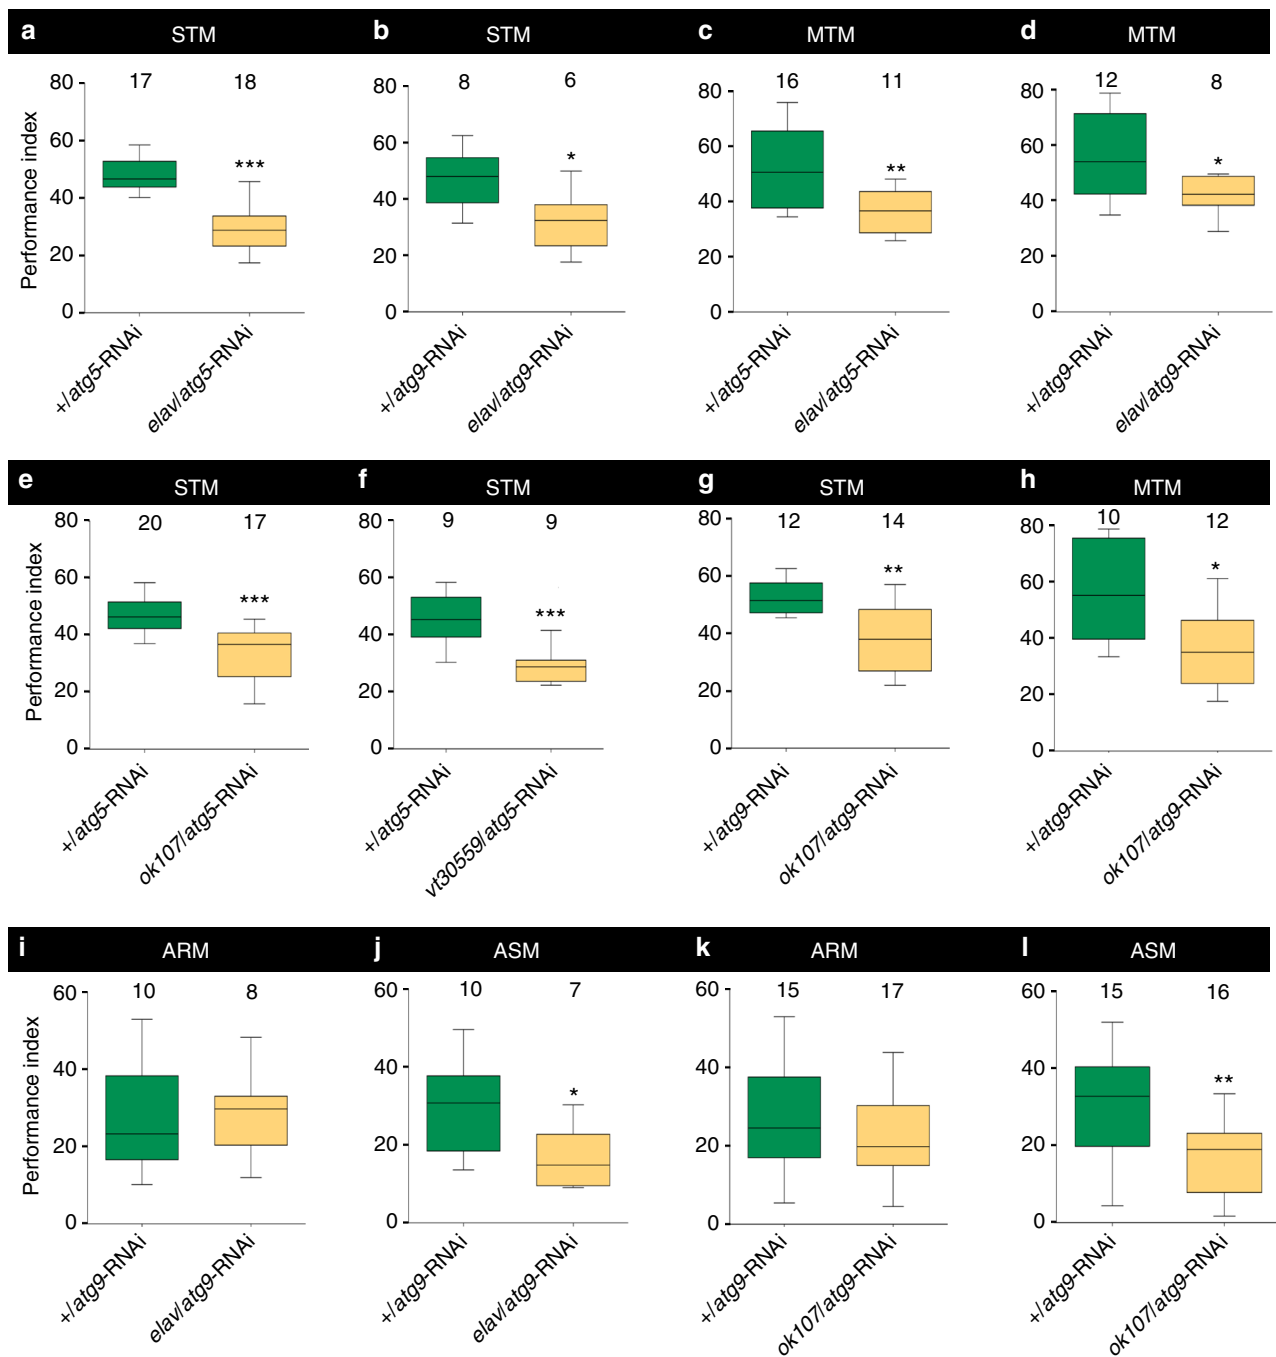 a STM b STM c MTM d MTM
80 17 18 80 8 6 80 16 11 80 12 8
Performance index
60 *** 60 * 60 ** 60 *
40 40 40 40
20 20 20 20
0 0 0 0
+/atg5-RNAi elav/atg5-RNAi +/atg9-RNAi elav/atg9-RNAi +/atg5-RNAi elav/atg5-RNAi +/atg9-RNAi elav/atg9-RNAi
e STM f STM g STM h MTM
80 20 17 80 9 9 80 12 14 80 10 12
Performance index
60 *** 60 *** 60 ** 60 *
40 40 40 40
20 20 20 20
0 0 0 0
+/atg5-RNAi ok107/atg5-RNAi +/atg5-RNAi vt30559/atg5-RNAi +/atg9-RNAi ok107/atg9-RNAi +/atg9-RNAi ok107/atg9-RNAi
i ARM j ASM k ARM l ASM
60 10 8 60 10 7 60 15 17 60 15 16
Performance index
40 40 * 40 40 **
20 20 20 20
0 0 0 0
+/atg9-RNAi elav/atg9-RNAi +/atg9-RNAi elav/atg9-RNAi +/atg9-RNAi ok107/atg9-RNAi +/atg9-RNAi ok107/atg9-RNAi